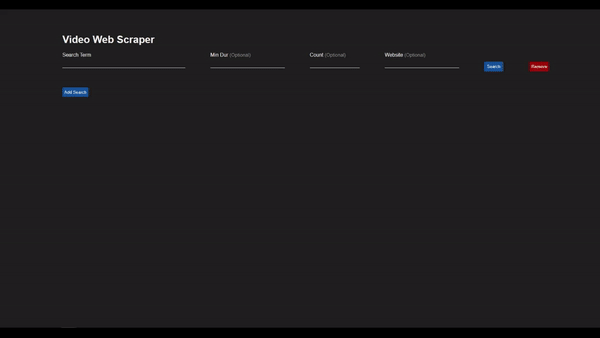 Video Web Scraper
Search Term Min Dur (Optional) Count (Optional) Website (Optional)
Search Remove
Add Search